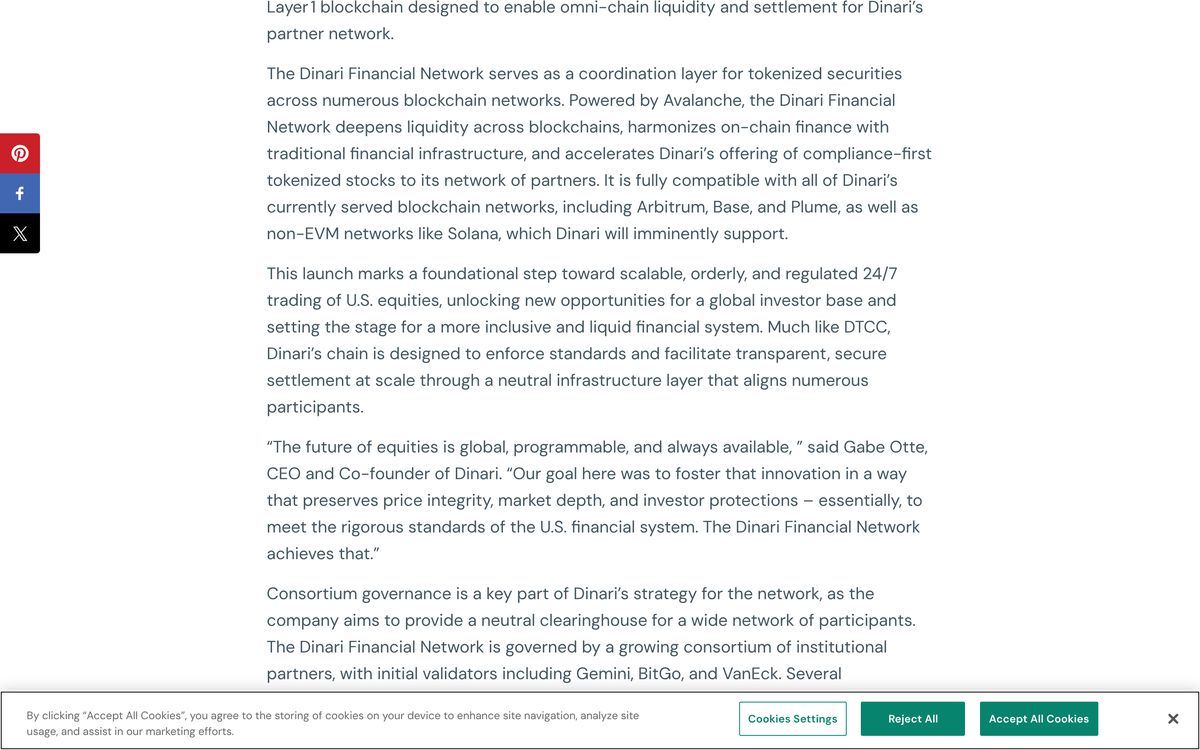 Layer 1 blockchain designed to enable omni-chain liquidity and settlement for Dinari’s
partner network.
The Dinari Financial Network serves as a coordination layer for tokenized securities
across numerous blockchain networks. Powered by Avalanche, the Dinari Financial
Network deepens liquidity across blockchains, harmonizes on-chain finance with
traditional financial infrastructure, and accelerates Dinari’s offering of compliance-first
tokenized stocks to its network of partners. It is fully compatible with all of Dinari’s
currently served blockchain networks, including Arbitrum, Base, and Plume, as well as
non-EVM networks like Solana, which Dinari will imminently support.
This launch marks a foundational step toward scalable, orderly, and regulated 24/7
trading of U.S. equities, unlocking new opportunities for a global investor base and
setting the stage for a more inclusive and liquid financial system. Much like DTCC,
Dinari’s chain is designed to enforce standards and facilitate transparent, secure
settlement at scale through a neutral infrastructure layer that aligns numerous
participants.
“The future of equities is global, programmable, and always available, ” said Gabe Otte,
CEO and Co-founder of Dinari. “Our goal here was to foster that innovation in a way
that preserves price integrity, market depth, and investor protections – essentially, to
meet the rigorous standards of the U.S. financial system. The Dinari Financial Network
achieves that.”
Consortium governance is a key part of Dinari’s strategy for the network, as the
company aims to provide a neutral clearinghouse for a wide network of participants.
The Dinari Financial Network is governed by a growing consortium of institutional
partners, with initial validators including Gemini, BitGo, and VanEck. Several
By clicking “Accept All Cookies”, you agree to the storing of cookies on your device to enhance site navigation, analyze site
usage, and assist in our marketing efforts.
Cookies Settings
Reject All
Accept All Cookies